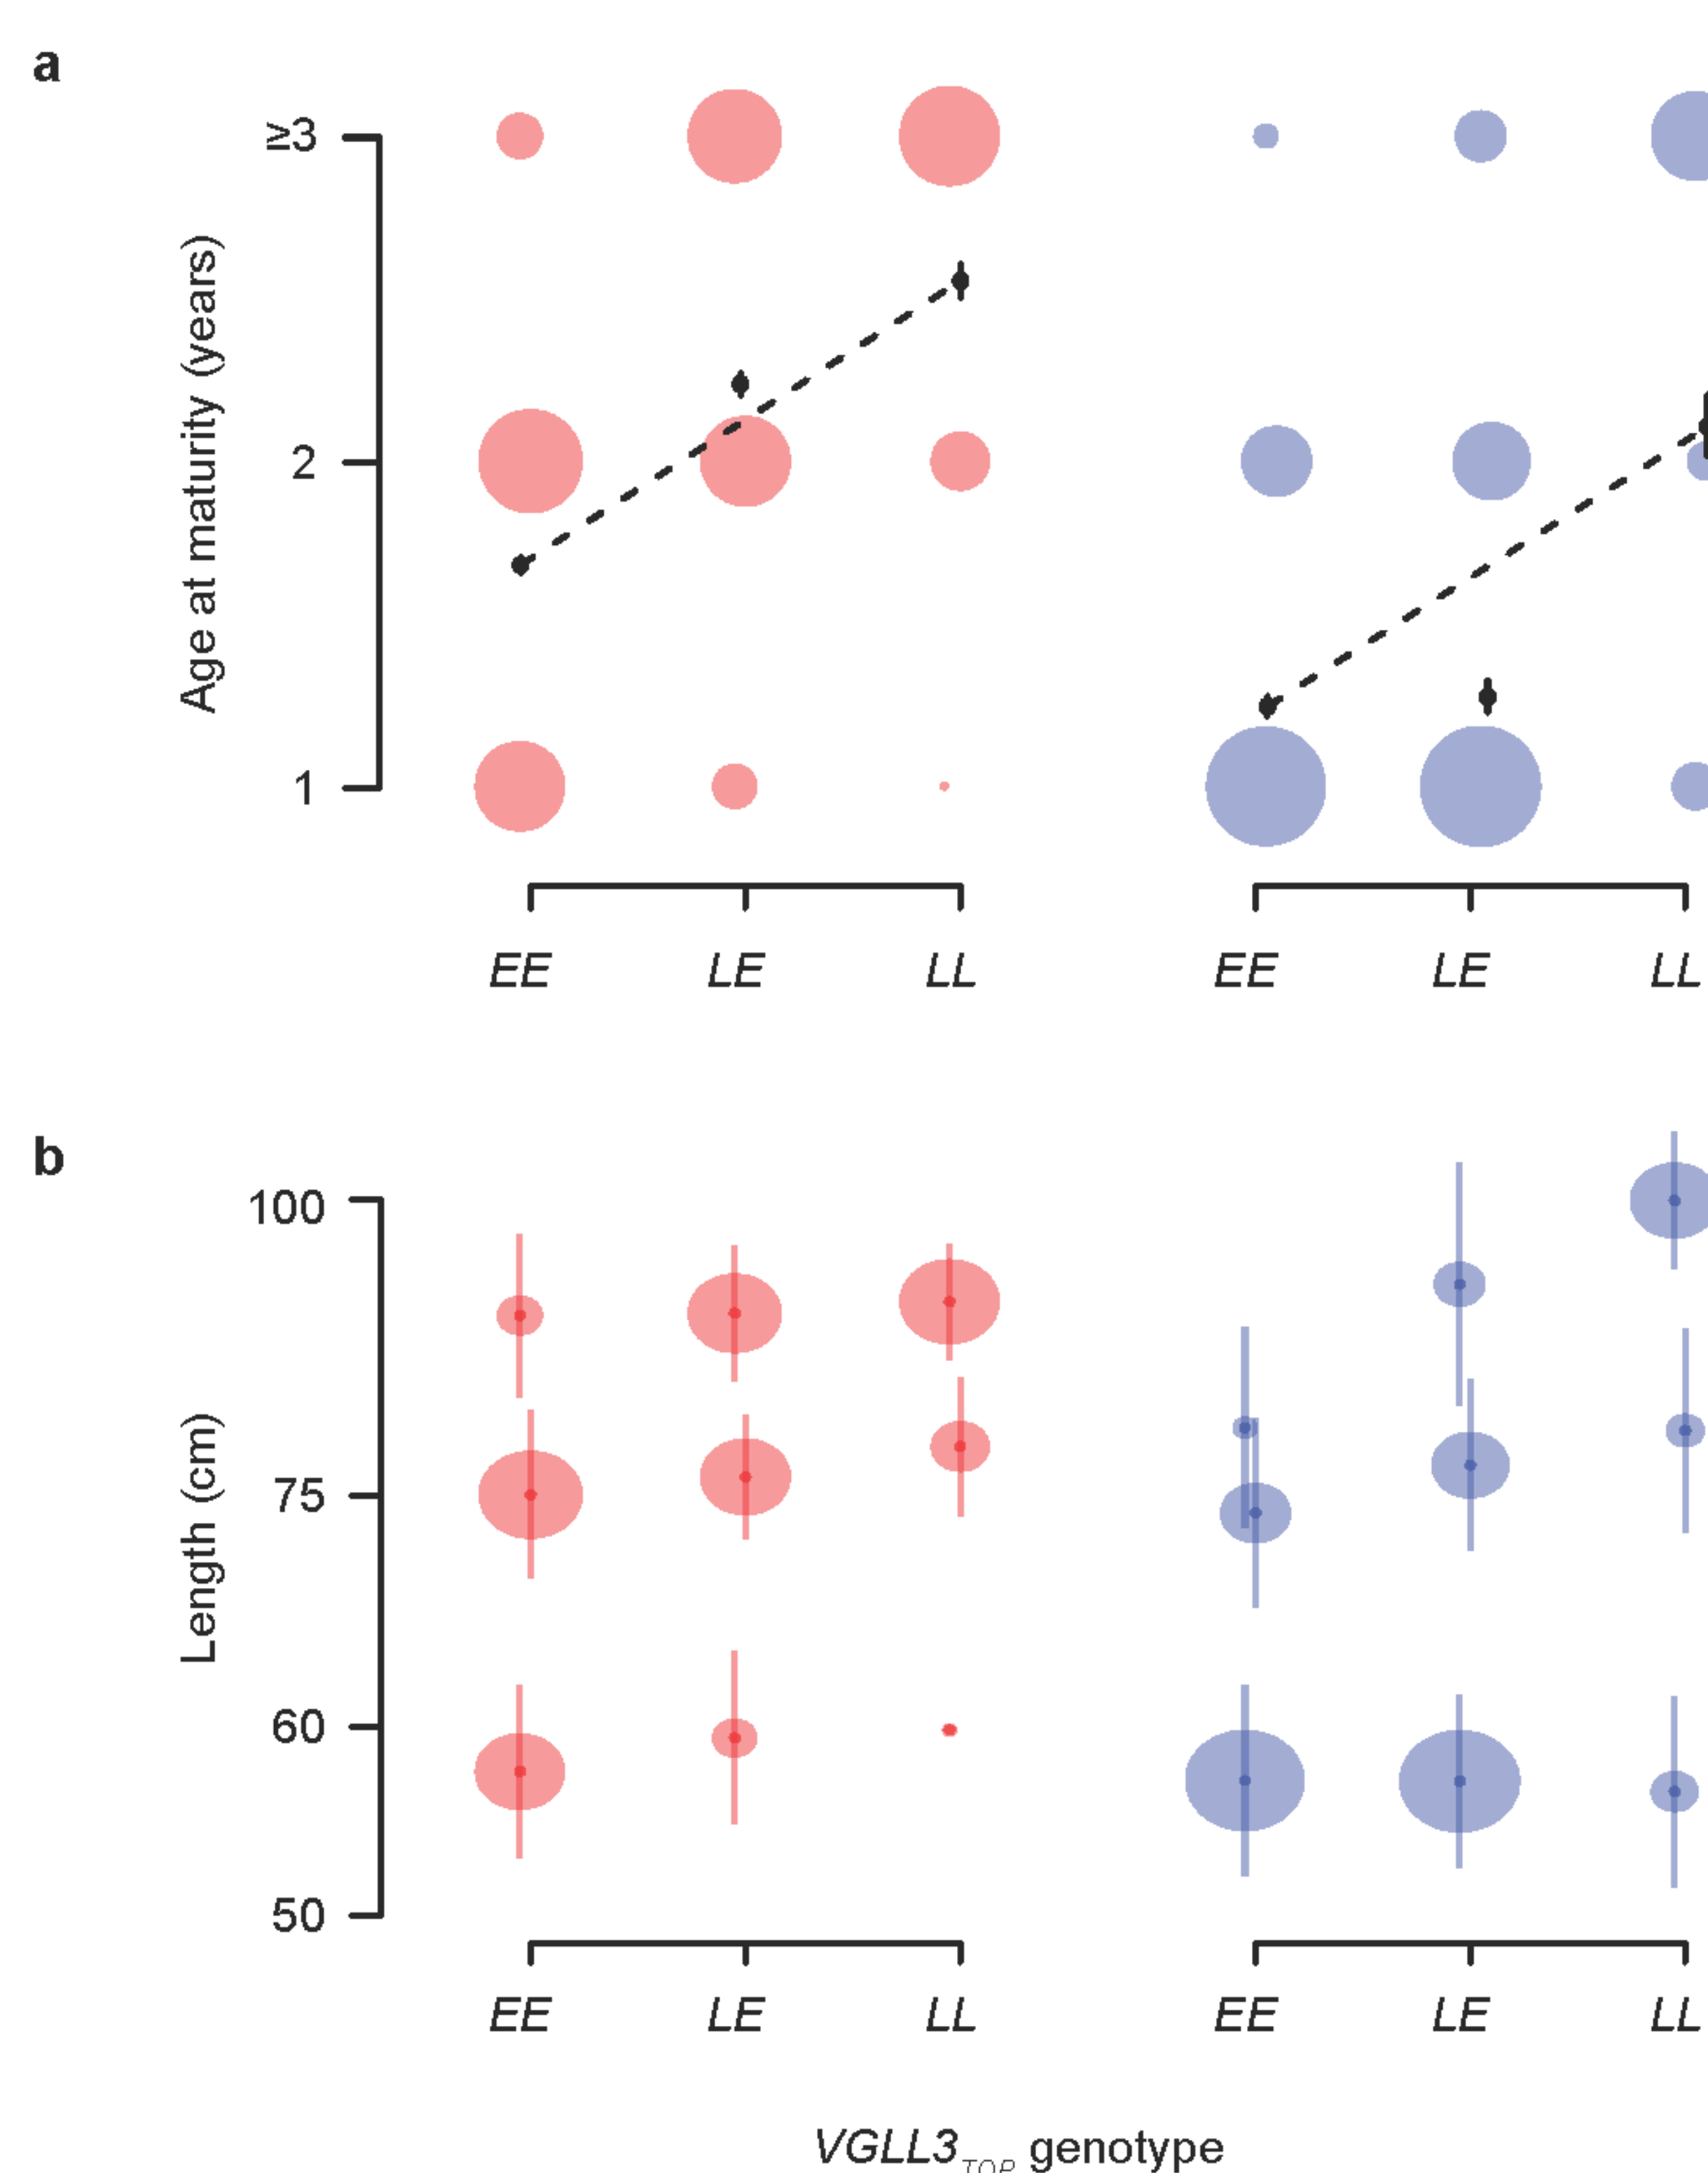 a
≥3
2
1
Age at maturity (years)
EE LE LL EE LE LL
b
100
75
60
50
Length (cm)
EE LE LL EE LE LL
VGLL3TOP genotype